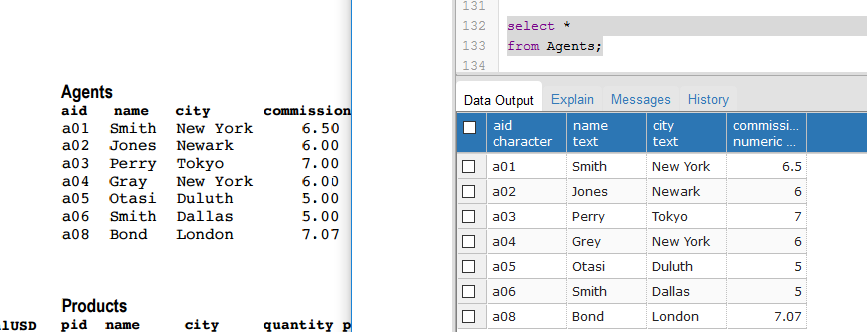 Agents
aid name city commission
a01 Smith New York 6.50
a02 Jones Newark 6.00
a03 Perry Tokyo 7.00
a04 Gray New York 6.00
a05 Otasi Duluth 5.00
a06 Smith Dallas 5.00
a08 Bond London 7.07
Products
lUSD pid name city quantity p
131
132 select *
133 from Agents;
134
Data Output Explain Messages History
aid name city commissi...
character text text numeric ...
a01 Smith New York 6.5
a02 Jones Newark 6
a03 Perry Tokyo 7
a04 Grey New York 6
a05 Otasi Duluth 5
a06 Smith Dallas 5
a08 Bond London 7.07